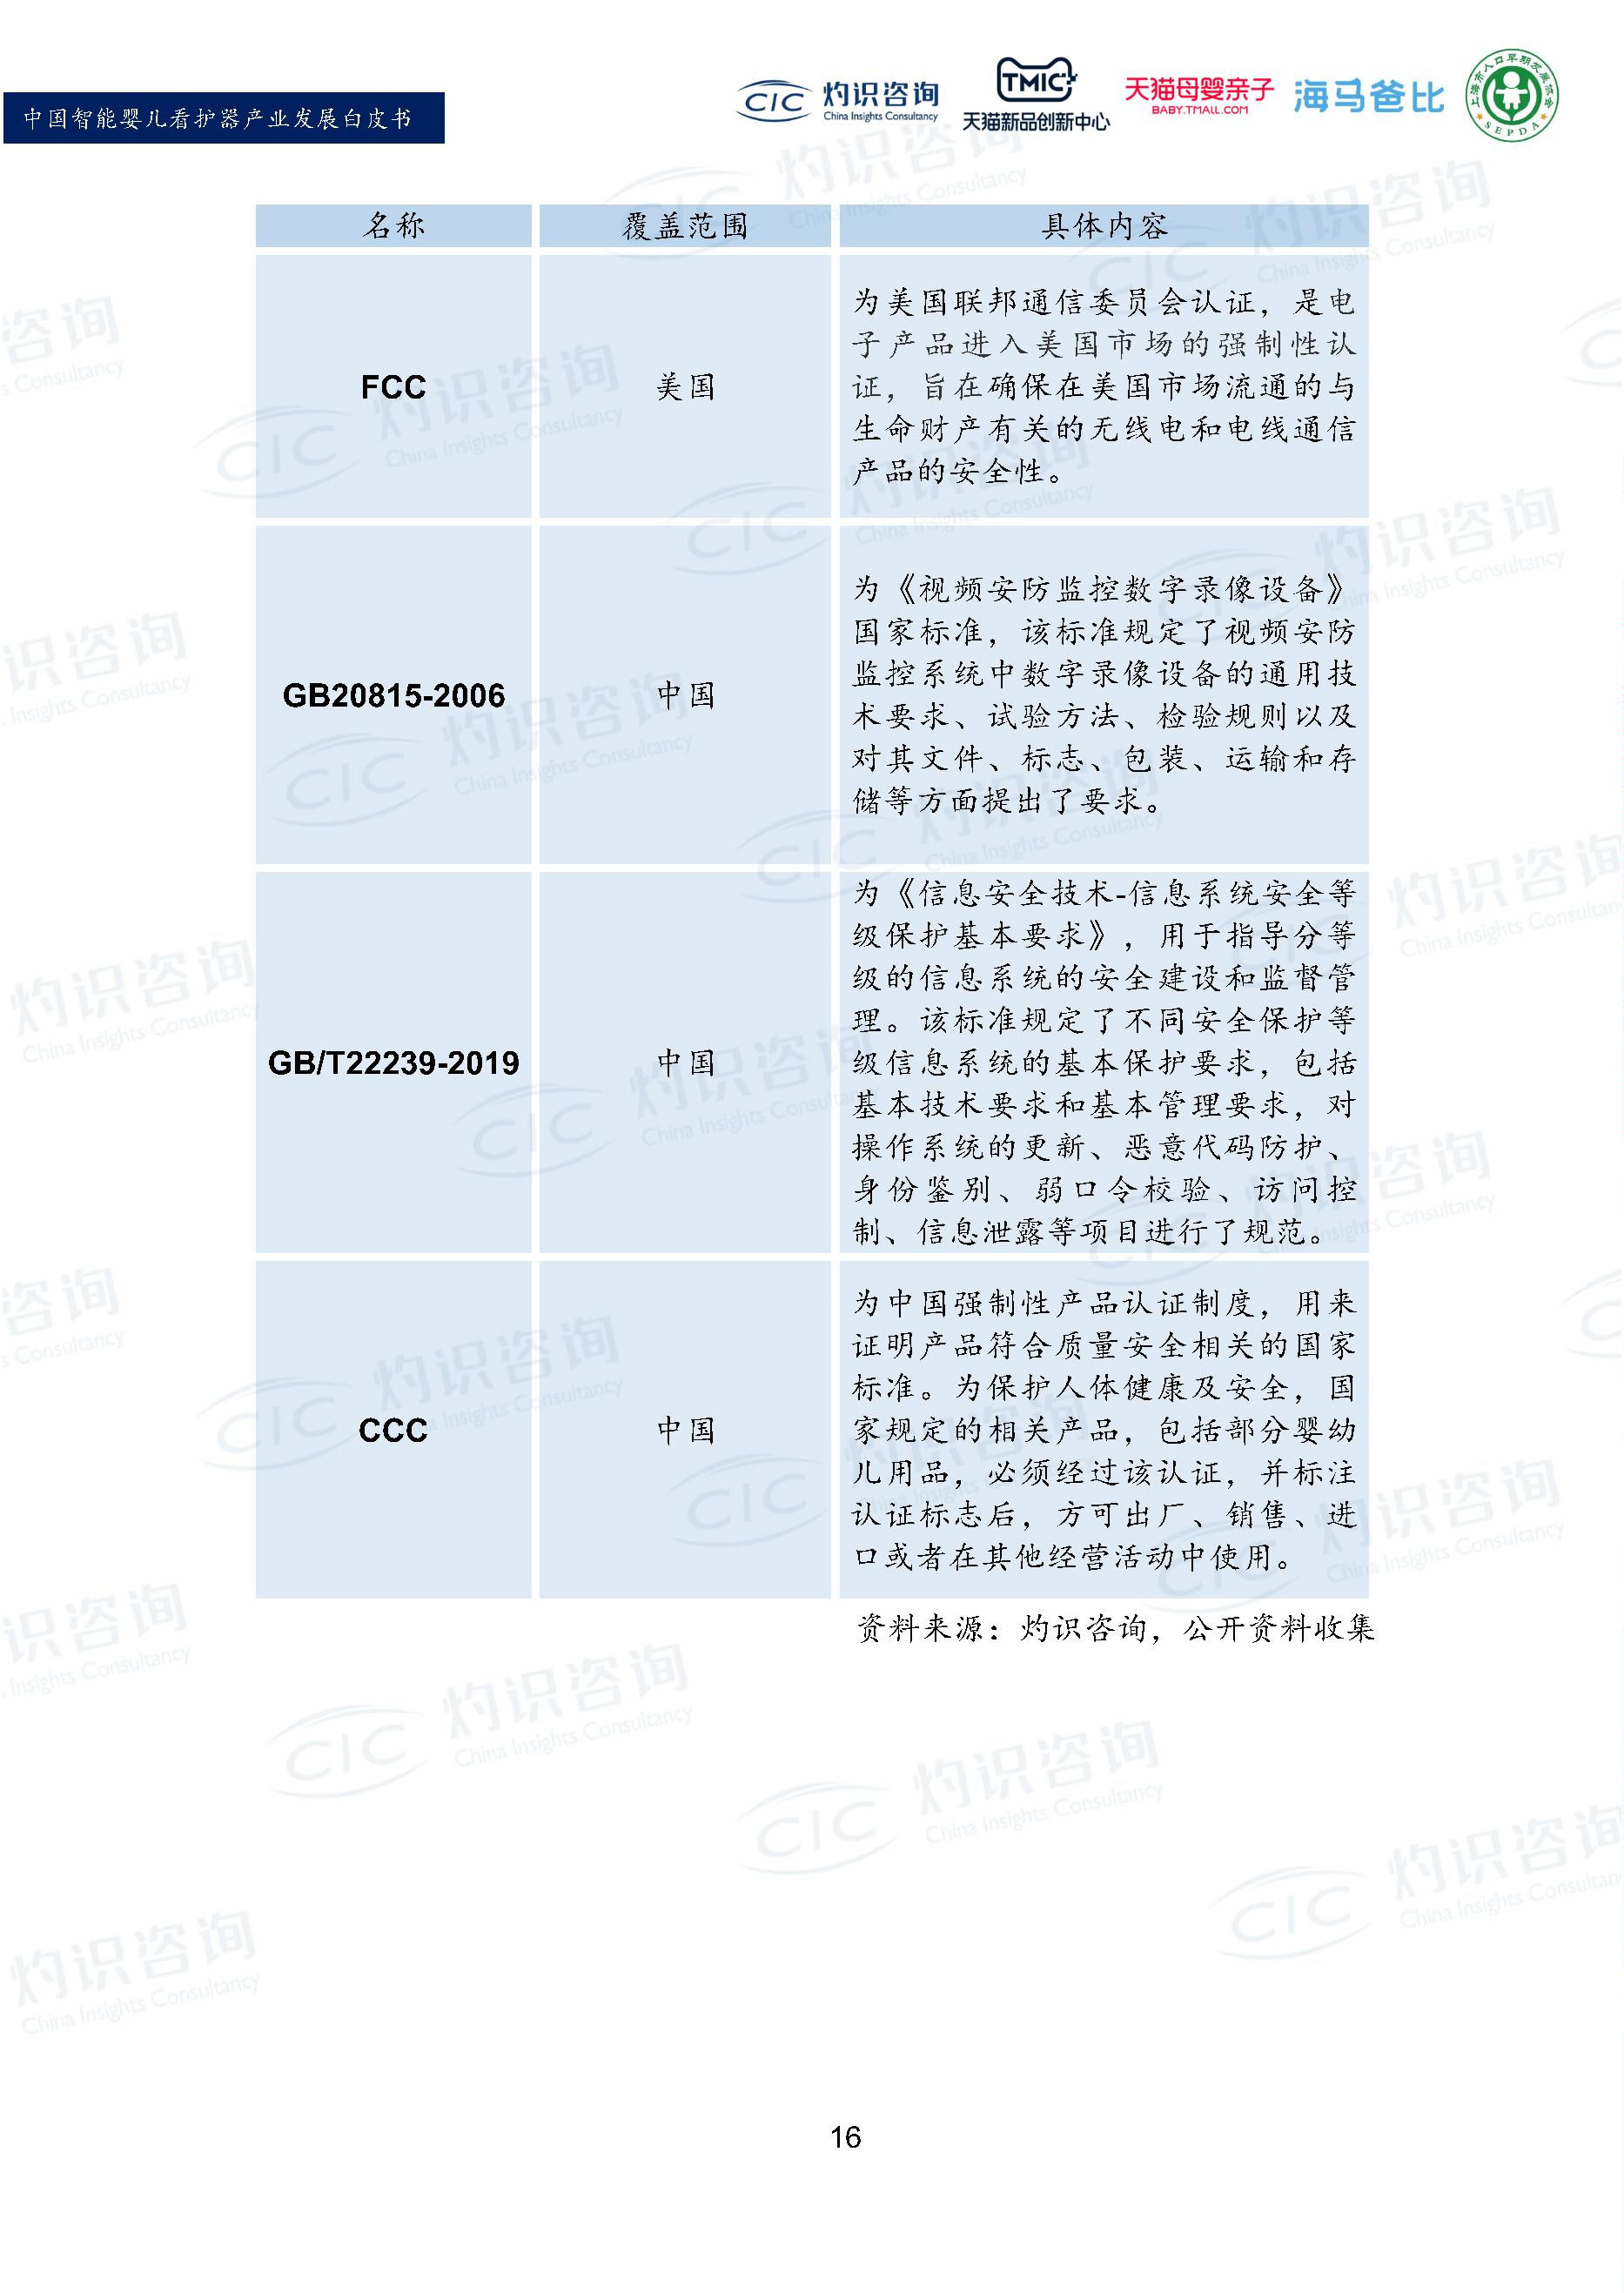 中国智能婴儿看护器产业发展白皮书
CIC 灼识咨询
China Insights Consultancy
TMIC
天猫新品创新中心
天猫母婴亲子
BABY.TMALL.COM
海马爸比
上海市人口早期发展协会
SEPDA
名称 覆盖范围 具体内容
FCC 美国
为美国联邦通信委员会认证，是电
子产品进入美国市场的强制性认
证，旨在确保在美国市场流通的与
生命财产有关的无线电和电线通信
产品的安全性。
GB20815-2006 中国
为《视频安防监控数字录像设备》
国家标准，该标准规定了视频安防
监控系统中数字录像设备的通用技
术要求、试验方法、检验规则以及
对其文件、标志、包装、运输和存
储等方面提出了要求。
GB/T22239-2019 中国
为《信息安全技术-信息系统安全等
级保护基本要求》，用于指导分等
级的信息系统的安全建设和监督管
理。该标准规定了不同安全保护等
级信息系统的基本保护要求，包括
基本技术要求和基本管理要求，对
操作系统的更新、恶意代码防护、
身份鉴别、弱口令校验、访问控
制、信息泄露等项目进行了规范。
CCC 中国
为中国强制性产品认证制度，用来
证明产品符合质量安全相关的国家
标准。为保护人体健康及安全，国
家规定的相关产品，包括部分婴幼
儿用品，必须经过该认证，并标注
认证标志后，方可出厂、销售、进
口或者在其他经营活动中使用。
资料来源：灼识咨询，公开资料收集
16